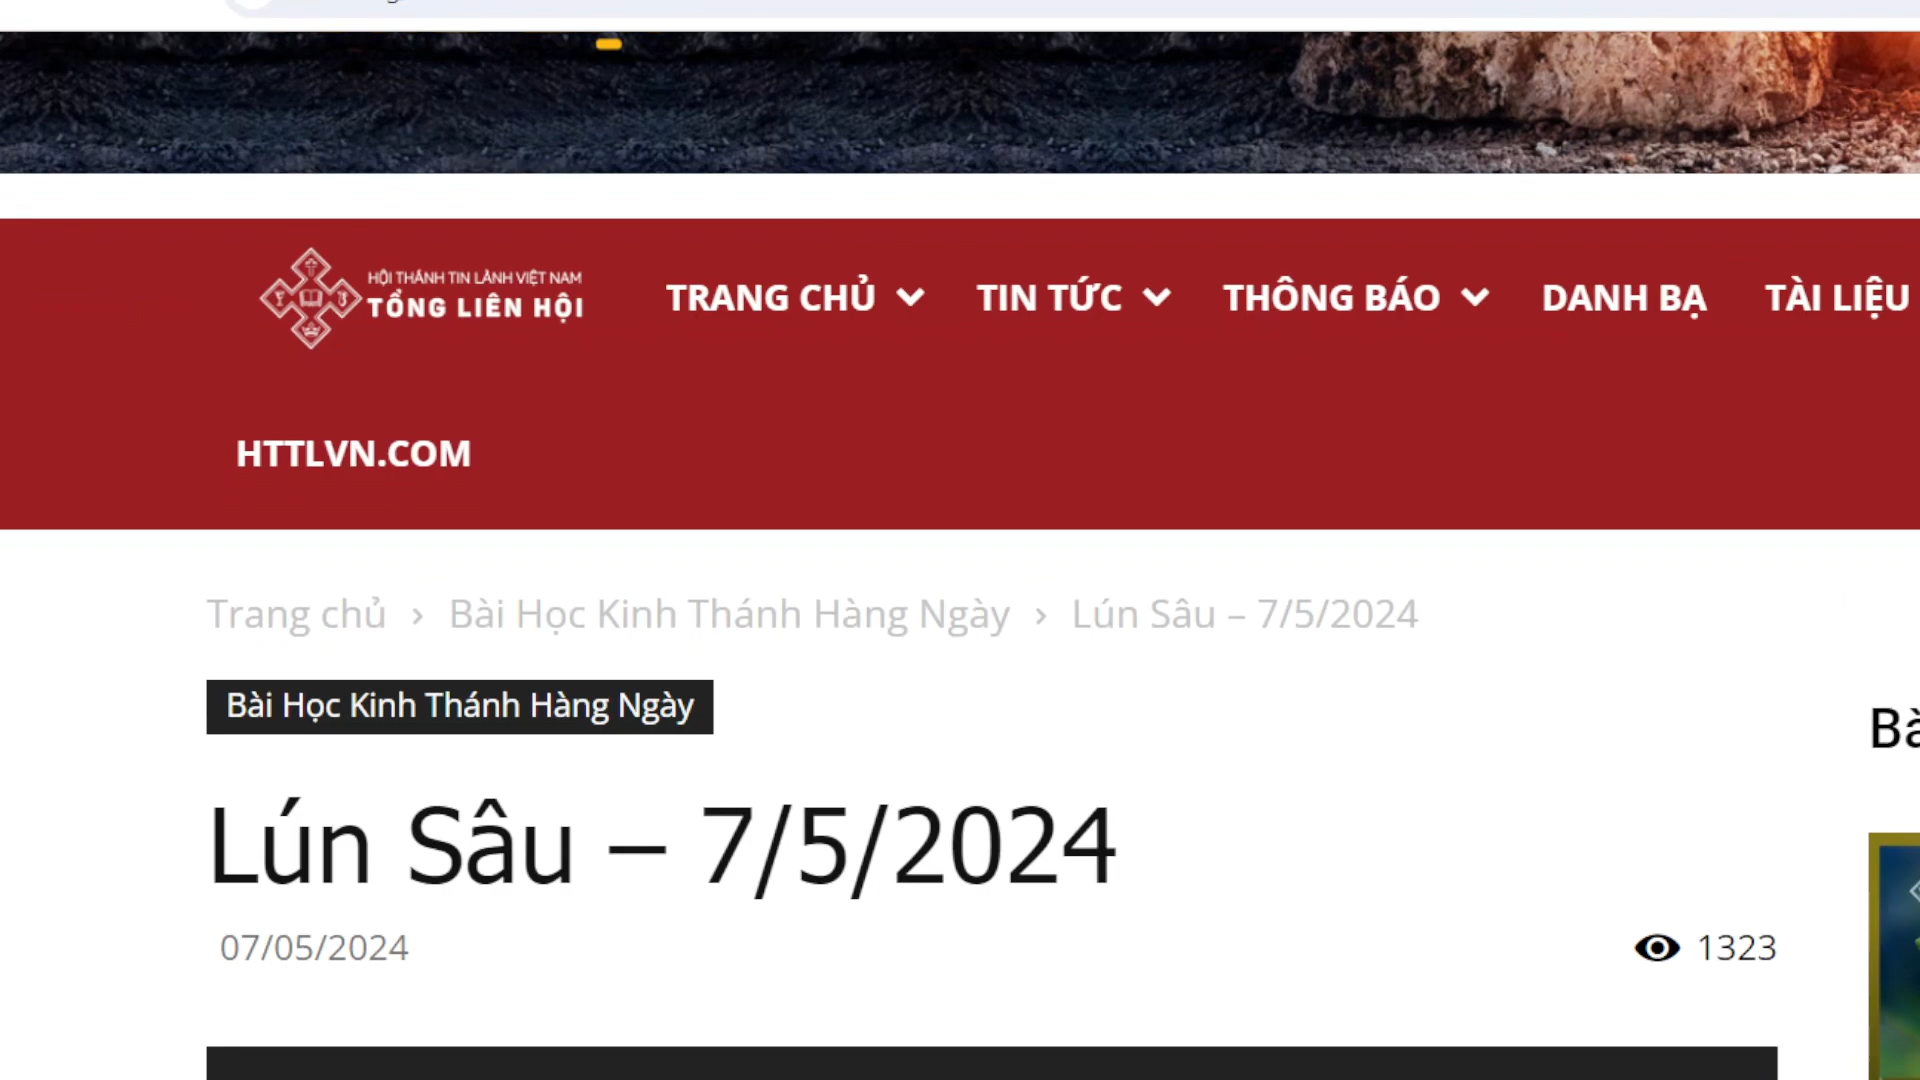 HỘI THÁNH TIN LÀNH VIỆT NAM
TỔNG LIÊN HỘI
TRANG CHỦ TIN TỨC THÔNG BÁO DANH BẠ TÀI LIỆU
HTTLVN.COM
Trang chủ › Bài Học Kinh Thánh Hàng Ngày › Lún Sâu – 7/5/2024
Bài Học Kinh Thánh Hàng Ngày
Lún Sâu – 7/5/2024
07/05/2024
1323